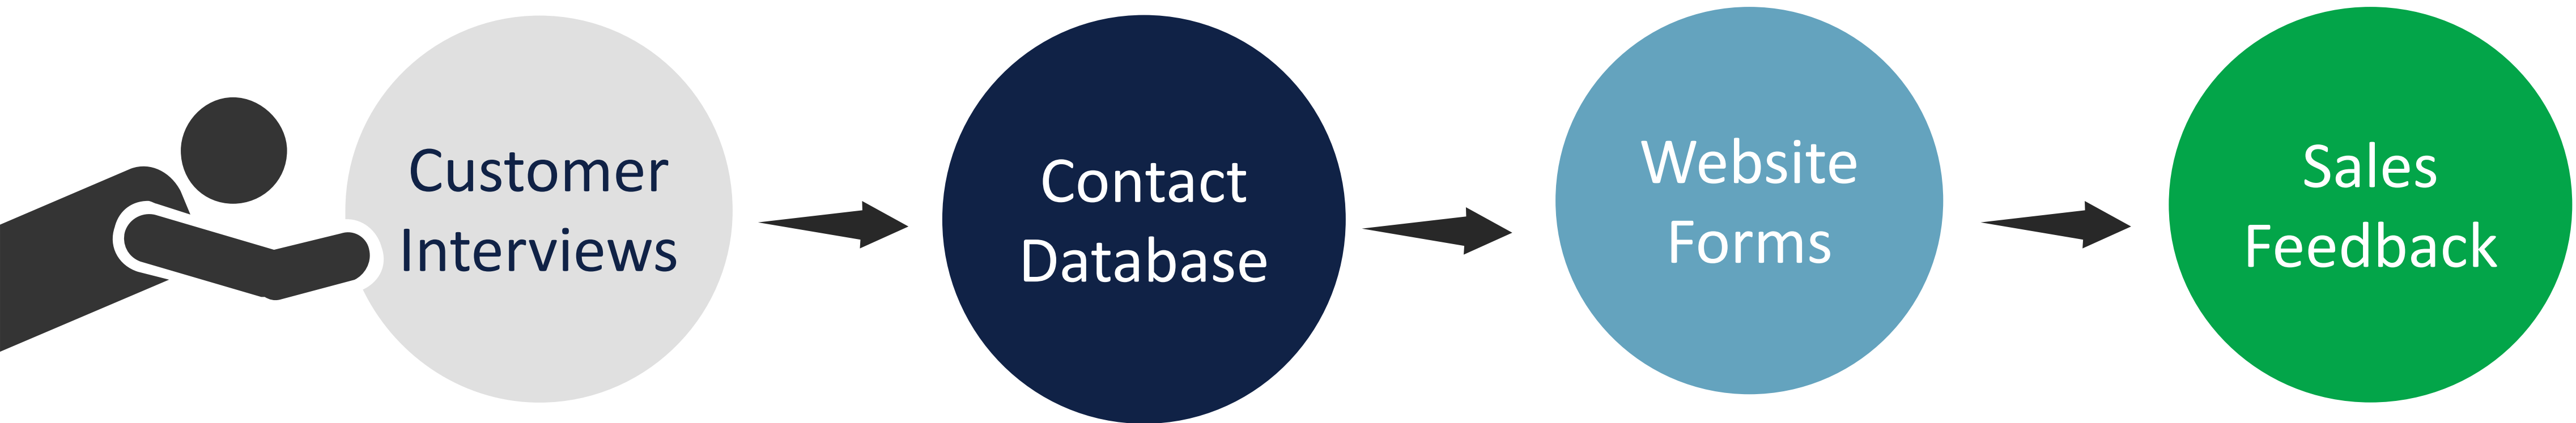 Customer
Interviews
Contact
Database
Website
Forms
Sales
Feedback